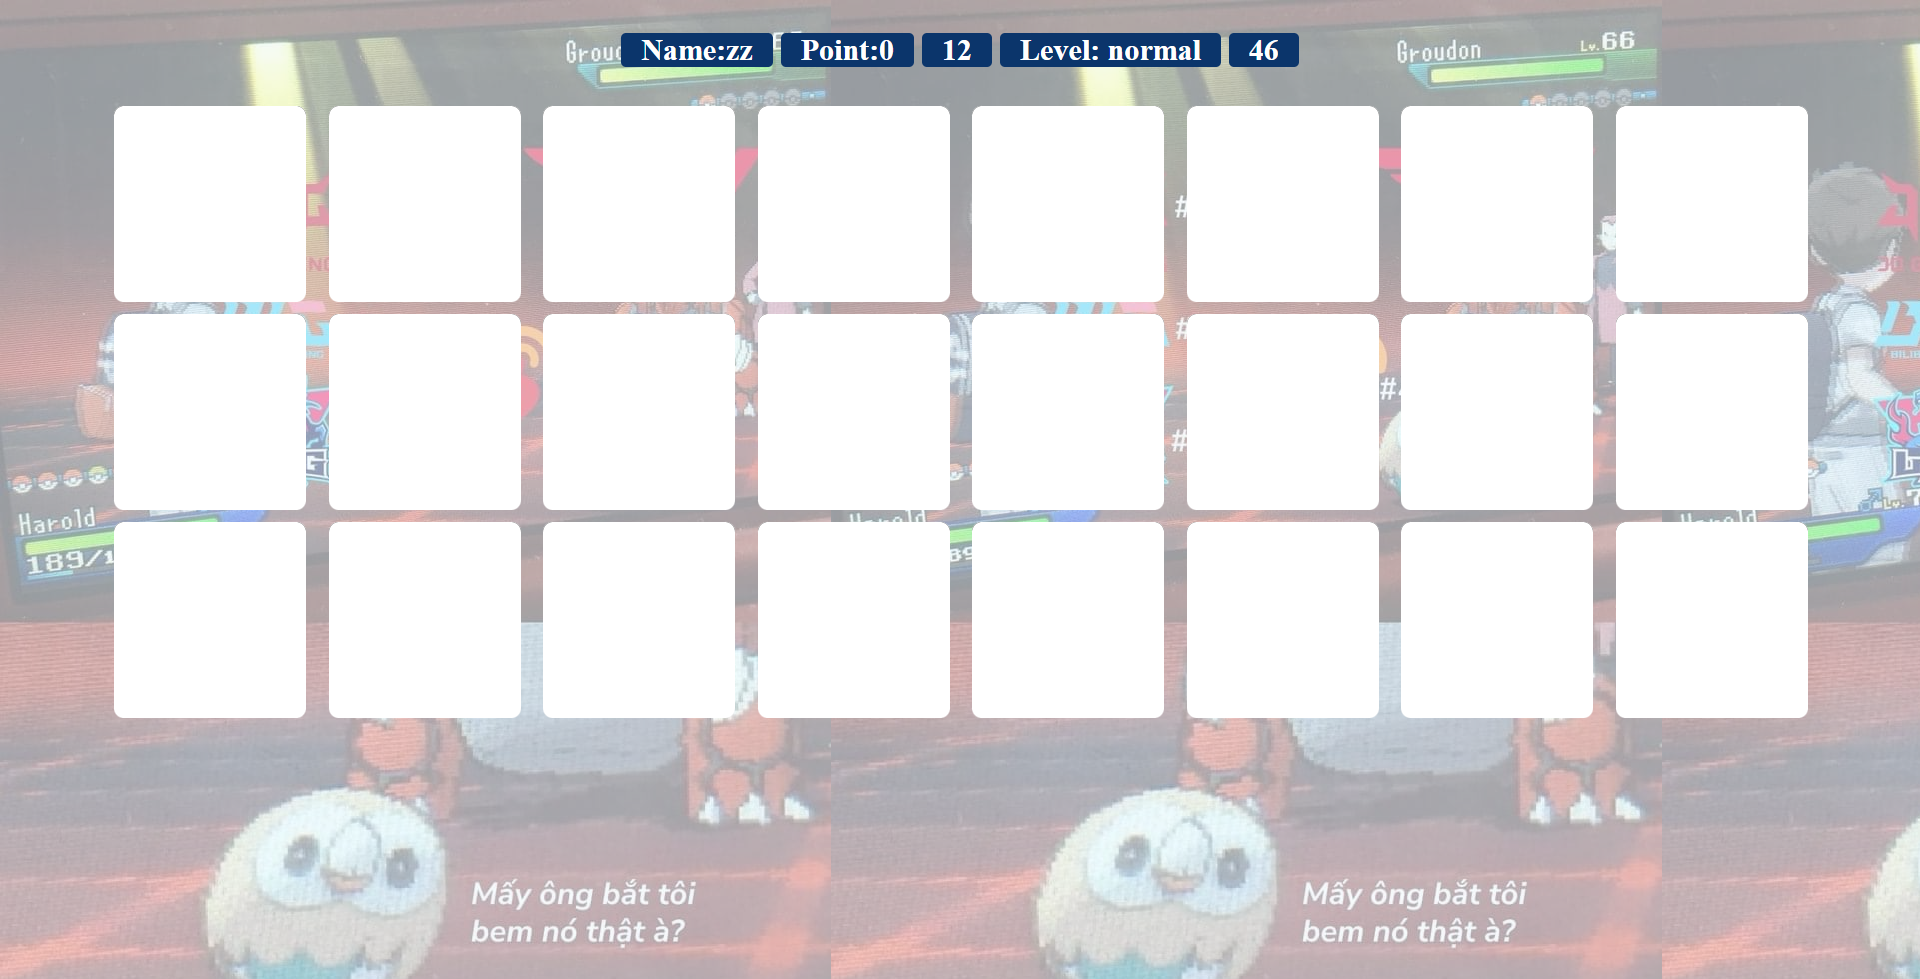 Name:zz
Point:0
12
Level: normal
46
Grou
Groudon
Lv.66
#
#
#
#
Harold
189/1
Harold
Mấy ông bắt tôi
bem nó thật à?
Mấy ông bắt tôi
bem nó thật à?